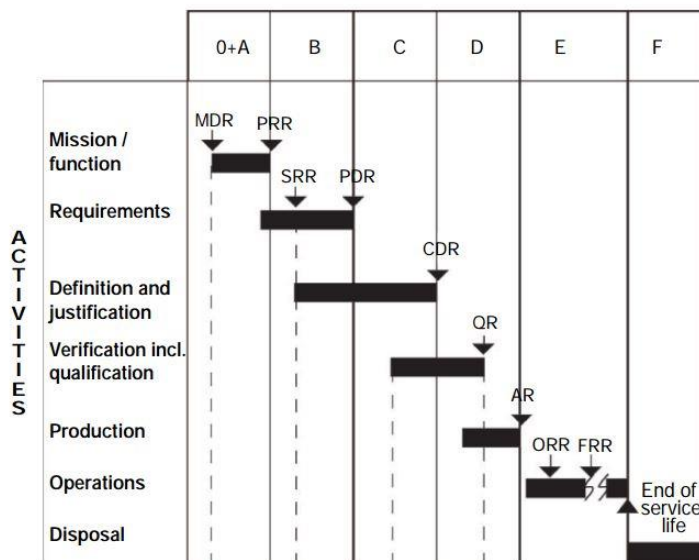 0+A B C D E F
MDR PRR
Mission /
function
SRR PDR
Requirements
CDR
Definition and
justification
QR
Verification incl.
qualification
AR
Production
ORR FRR
Operations
End of
service
life
Disposal
ACTIVITIES